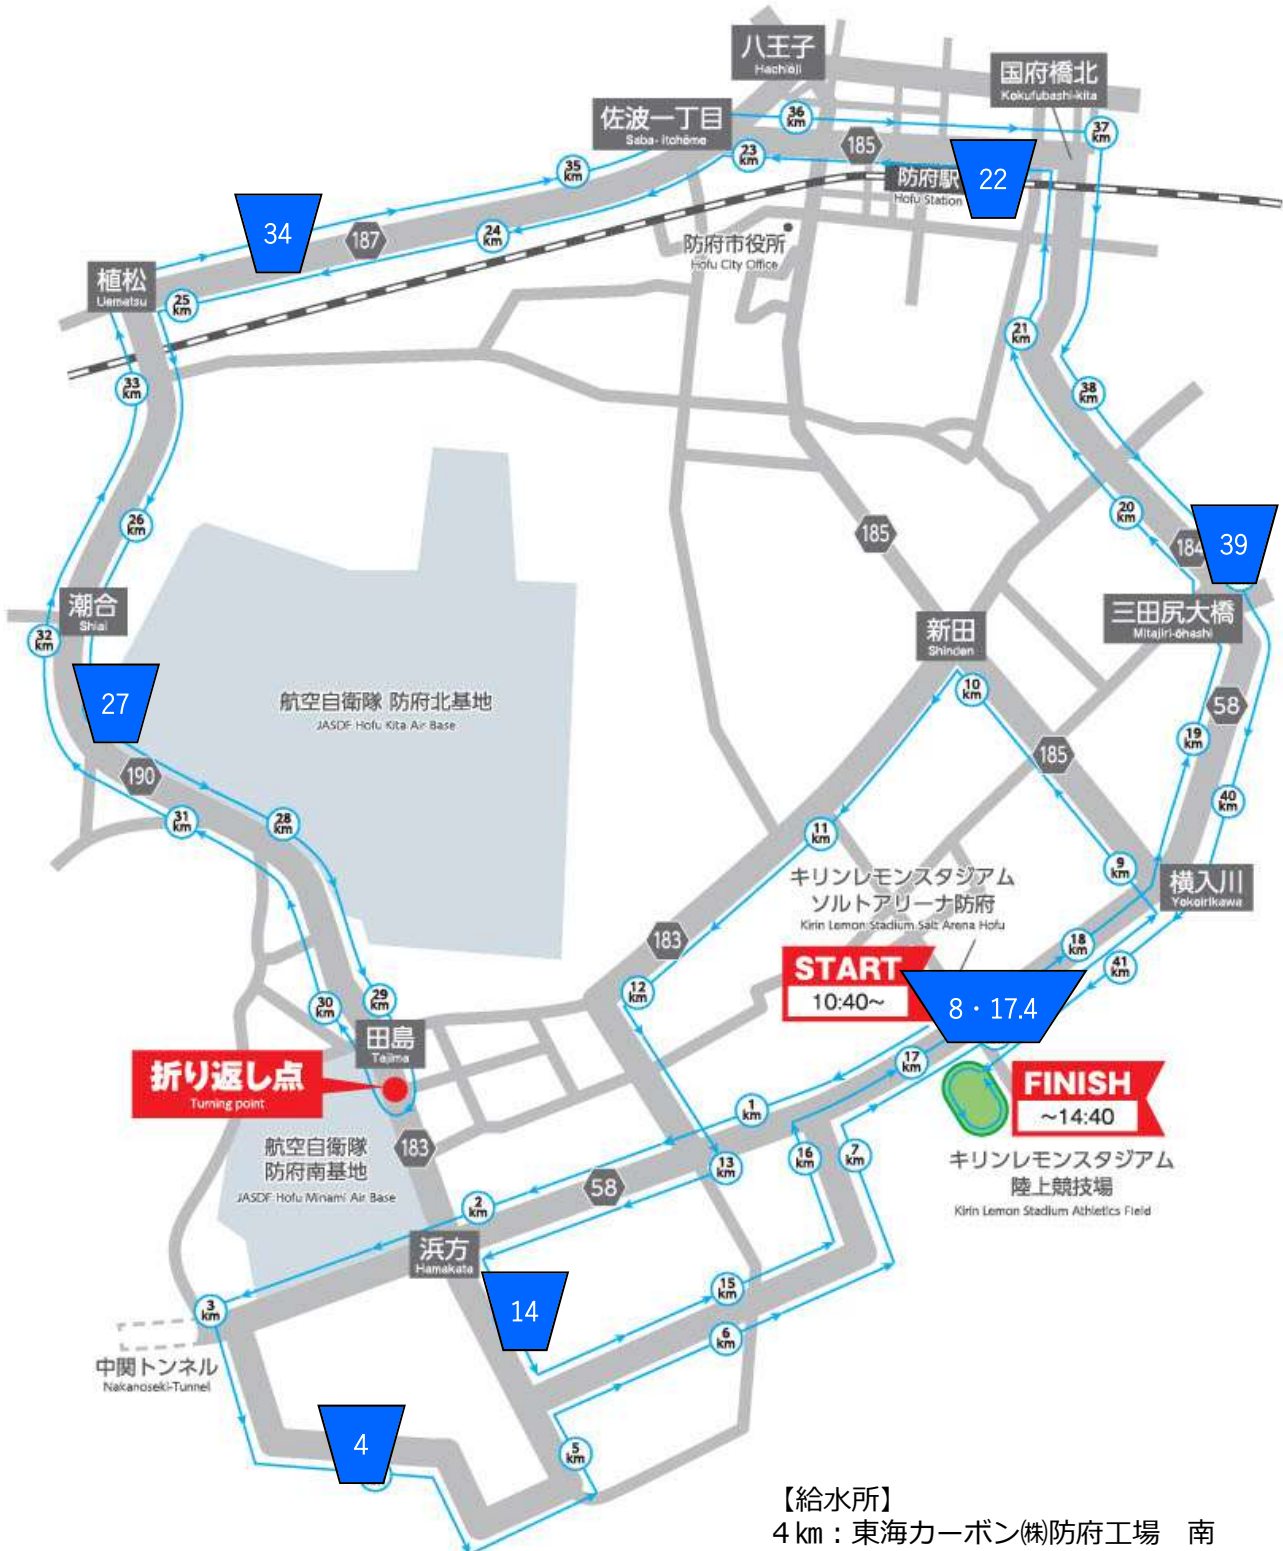 八王子
Hachiōji
国府橋北
Kokufubashi-kita
佐波一丁目
Saba-itchōme
36
km
37
km
185
23
km
35
km
防府駅
Hofu Station
22
34
187
24
km
防府市役所
Hofu City Office
植松
Uematsu
25
km
21
km
33
km
38
km
26
km
20
km
185
184
39
潮合
Shiai
32
km
新田
Shinden
三田尻大橋
Mitajiri-ōhashi
27
航空自衛隊 防府北基地
JASDF Hofu Kita Air Base
10
km
58
19
km
185
190
31
km
28
km
40
km
11
km
9
km
キリンレモンスタジアム
ソルトアリーナ防府
Kirin Lemon Stadium Salt Arena Hofu
横入川
Yokoirikawa
183
18
km
41
km
START
10:40~
8・17.4
12
km
30
km
29
km
田島
Tajima
折り返し点
Turning point
17
km
FINISH
~14:40
1
km
航空自衛隊
防府南基地
JASDF Hofu Minami Air Base
183
13
km
16
km
7
km
キリンレモンスタジアム
陸上競技場
Kirin Lemon Stadium Athletics Field
58
2
km
浜方
Hamakata
3
km
14
15
km
6
km
中関トンネル
Nakanoseki-Tunnel
4
5
km
【給水所】
4㎞：東海カーボン㈱防府工場　南